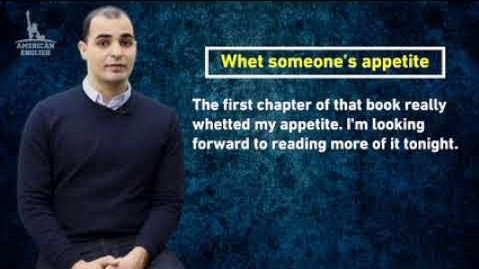 AMERICAN
ENGLISH
Whet someone's appetite
The first chapter of that book really
whetted my appetite. I'm looking
forward to reading more of it tonight.